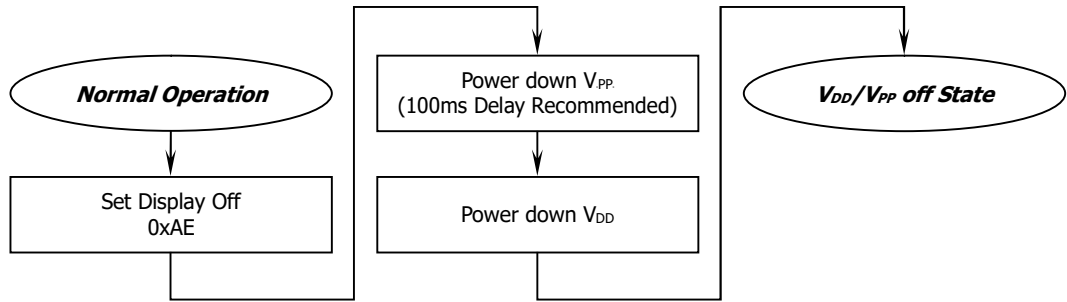 Normal Operation
Set Display Off
0xAE
Power down VPP.
(100ms Delay Recommended)
Power down VDD
VDD/VPP off State